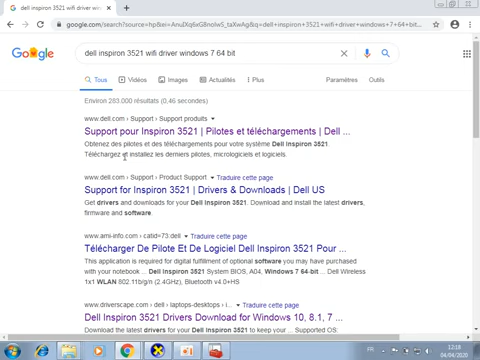 dell inspiron 3521 wifi driver w
google.com/search?source=hp&ei=
Google
dell inspiron 3521 wifi driver windows 7 64 bit
Tous Vidéos Images Actualités Plus Paramètres Outils
Environ 283.000 résultats (0,46 secondes)
www.dell.com › Support › Support produits
Support pour Inspiron 3521 | Pilotes et téléchargements | Dell ...
Obtenez des pilotes et des téléchargements pour votre système Dell Inspiron 3521.
Téléchargez et installez les derniers pilotes, micrologiciels et logiciels.
www.dell.com › Support › Product Support Traduire cette page
Support for Inspiron 3521 | Drivers & Downloads | Dell US
Get drivers and downloads for your Dell Inspiron 3521. Download and install the latest drivers,
firmware and software.
www.ami-info.com › catid=73:dell Traduire cette page
Télécharger De Pilote Et De Logiciel Dell Inspiron 3521 Pour ...
This application is required for digital fulfillment of optional software you may have purchased
with your notebook ... Dell Inspiron 3521 System BIOS, A04, Windows 7 64-bit... Dell Wireless
1x1 WLAN 802.11b/g/n (2.4GHz), Bluetooth v4.0+HS
www.driverscape.com › dell › laptops-desktops › i... Traduire cette page
Dell Inspiron 3521 Drivers Download for Windows 10, 8.1, 7 ...
Download the latest drivers for your Dell Inspiron 3521 to keep your ... Supported OS:
FR
12:18
04/04/2020